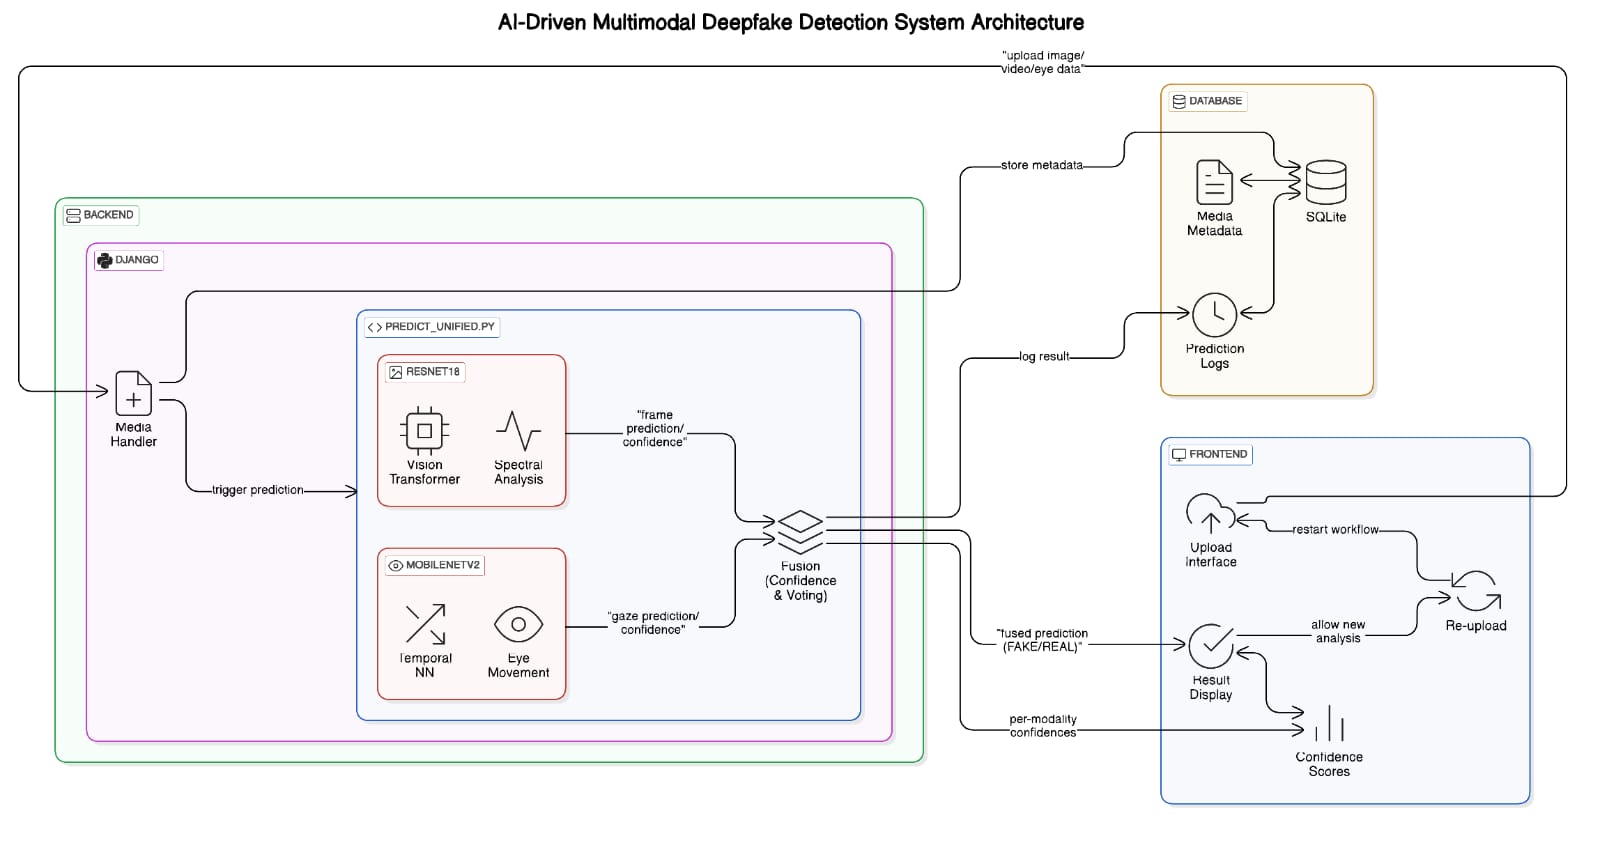 AI-Driven Multimodal Deepfake Detection System Architecture
"upload image/
video/eye data"
DATABASE
store metadata
Media
Metadata
SQLite
BACKEND
DJANGO
PREDICT_UNIFIED.PY
RESNET18
Media
Handler
"frame
prediction/
confidence"
Vision
Transformer
Spectral
Analysis
trigger prediction
log result
Prediction
Logs
MOBILENETV2
Fusion
(Confidence
& Voting)
"gaze prediction/
confidence"
Temporal
NN
Eye
Movement
FRONTEND
Upload
Interface
restart workflow
Re-upload
allow new
analysis
"fused prediction
(FAKE/REAL)"
Result
Display
per-modality
confidences
Confidence
Scores